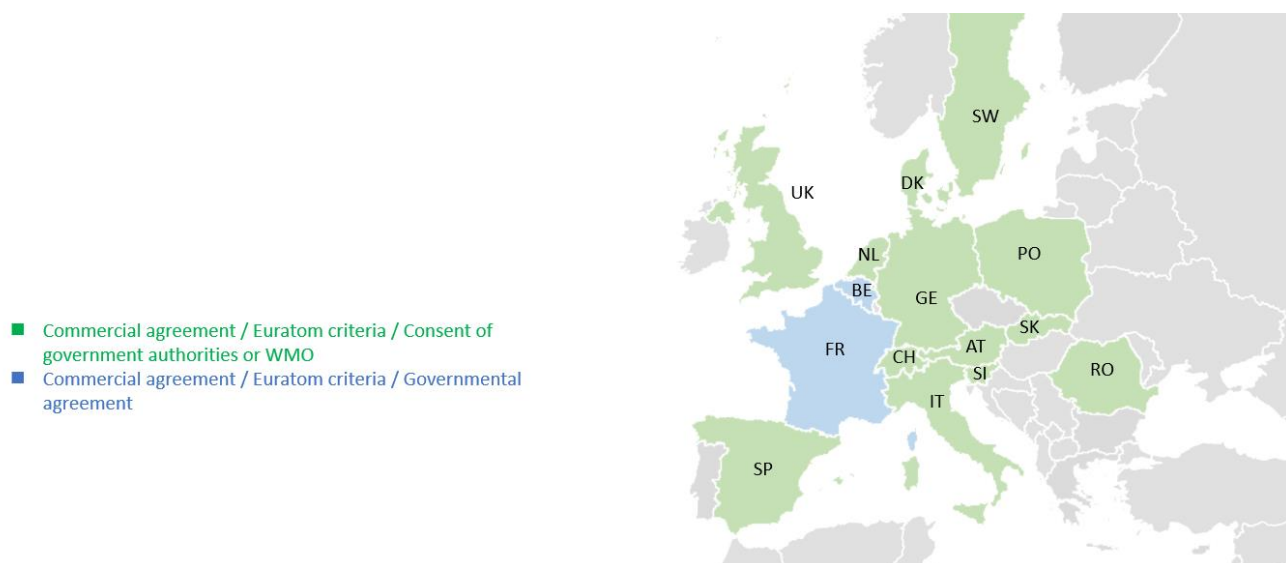 Commercial agreement / Euratom criteria / Consent of
government authorities or WMO
Commercial agreement / Euratom criteria / Governmental
agreement
SW
DK
UK
NL
PO
BE
GE
SK
FR
AT
CH
SI
RO
IT
SP